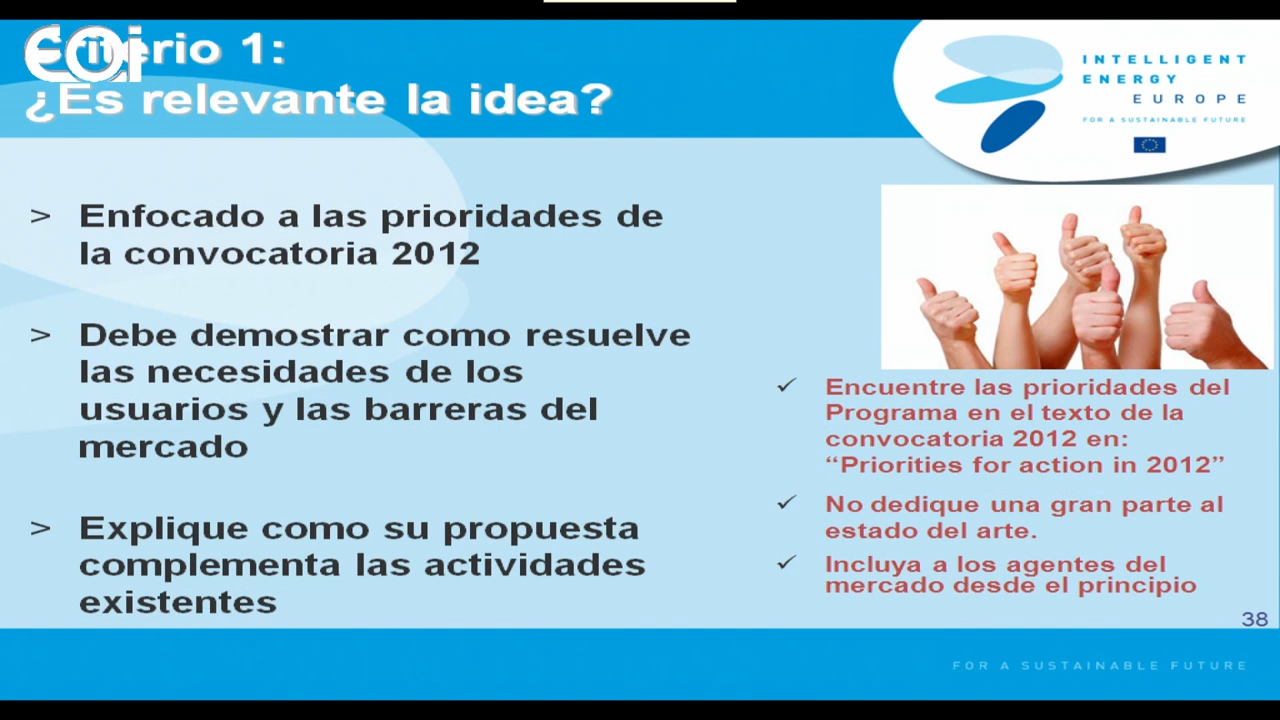 eoi
Criterio 1:
¿Es relevante la idea?
INTELLIGENT
ENERGY
EUROPE
FOR A SUSTAINABLE FUTURE
> Enfocado a las prioridades de
la convocatoria 2012
> Debe demostrar como resuelve
las necesidades de los
usuarios y las barreras del
mercado
> Explique como su propuesta
complementa las actividades
existentes
✓ Encuentre las prioridades del
Programa en el texto de la
convocatoria 2012 en:
“Priorities for action in 2012”
✓ No dedique una gran parte al
estado del arte.
✓ Incluya a los agentes del
mercado desde el principio
38
FOR A SUSTAINABLE FUTURE